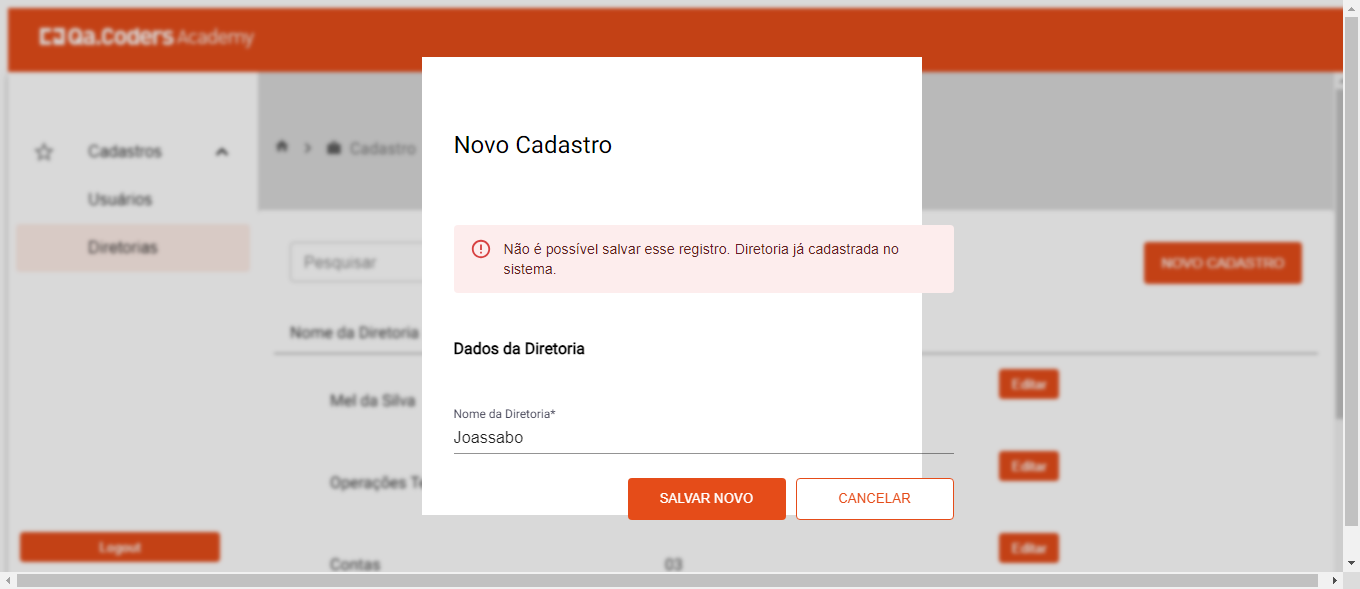 Qa.Coders Academy
Cadastros
Cadastro
Usuários
Diretorias
Pesquisar
NOVO CADASTRO
Nome da Diretoria
Mel da Silva
Editar
Operações
Editar
Contas
03
Editar
Logout
Novo Cadastro
Não é possível salvar esse registro. Diretoria já cadastrada no
sistema.
Dados da Diretoria
Nome da Diretoria*
Joassabo
SALVAR NOVO
CANCELAR